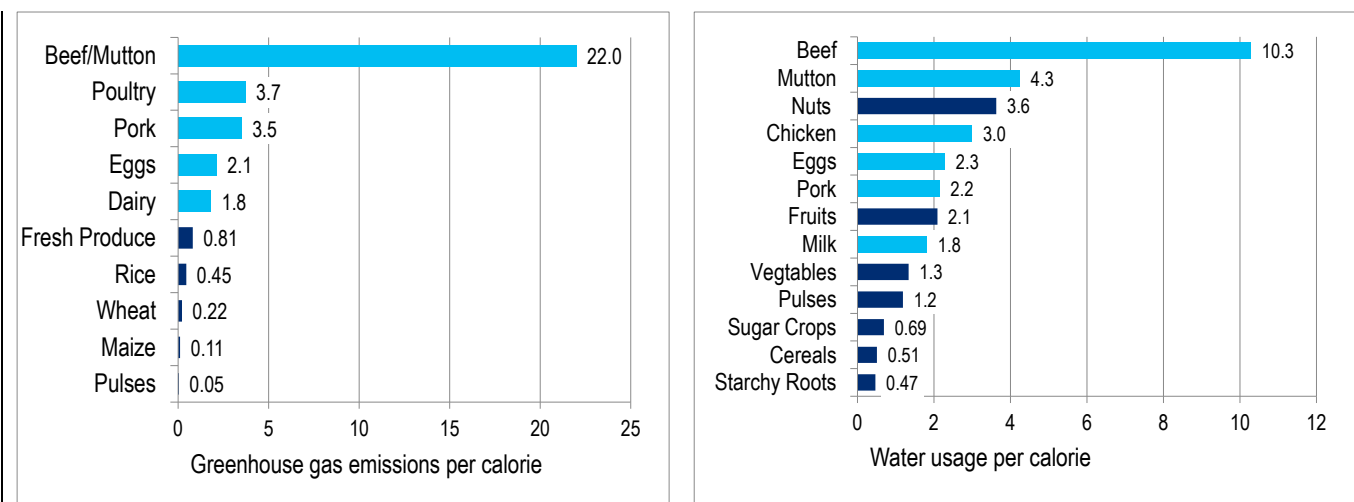 Beef/Mutton 22.0
Poultry 3.7
Pork 3.5
Eggs 2.1
Dairy 1.8
Fresh Produce 0.81
Rice 0.45
Wheat 0.22
Maize 0.11
Pulses 0.05
0 5 10 15 20 25
Greenhouse gas emissions per calorie
Beef 10.3
Mutton 4.3
Nuts 3.6
Chicken 3.0
Eggs 2.3
Pork 2.2
Fruits 2.1
Milk 1.8
Vegtables 1.3
Pulses 1.2
Sugar Crops 0.69
Cereals 0.51
Starchy Roots 0.47
0 2 4 6 8 10 12
Water usage per calorie